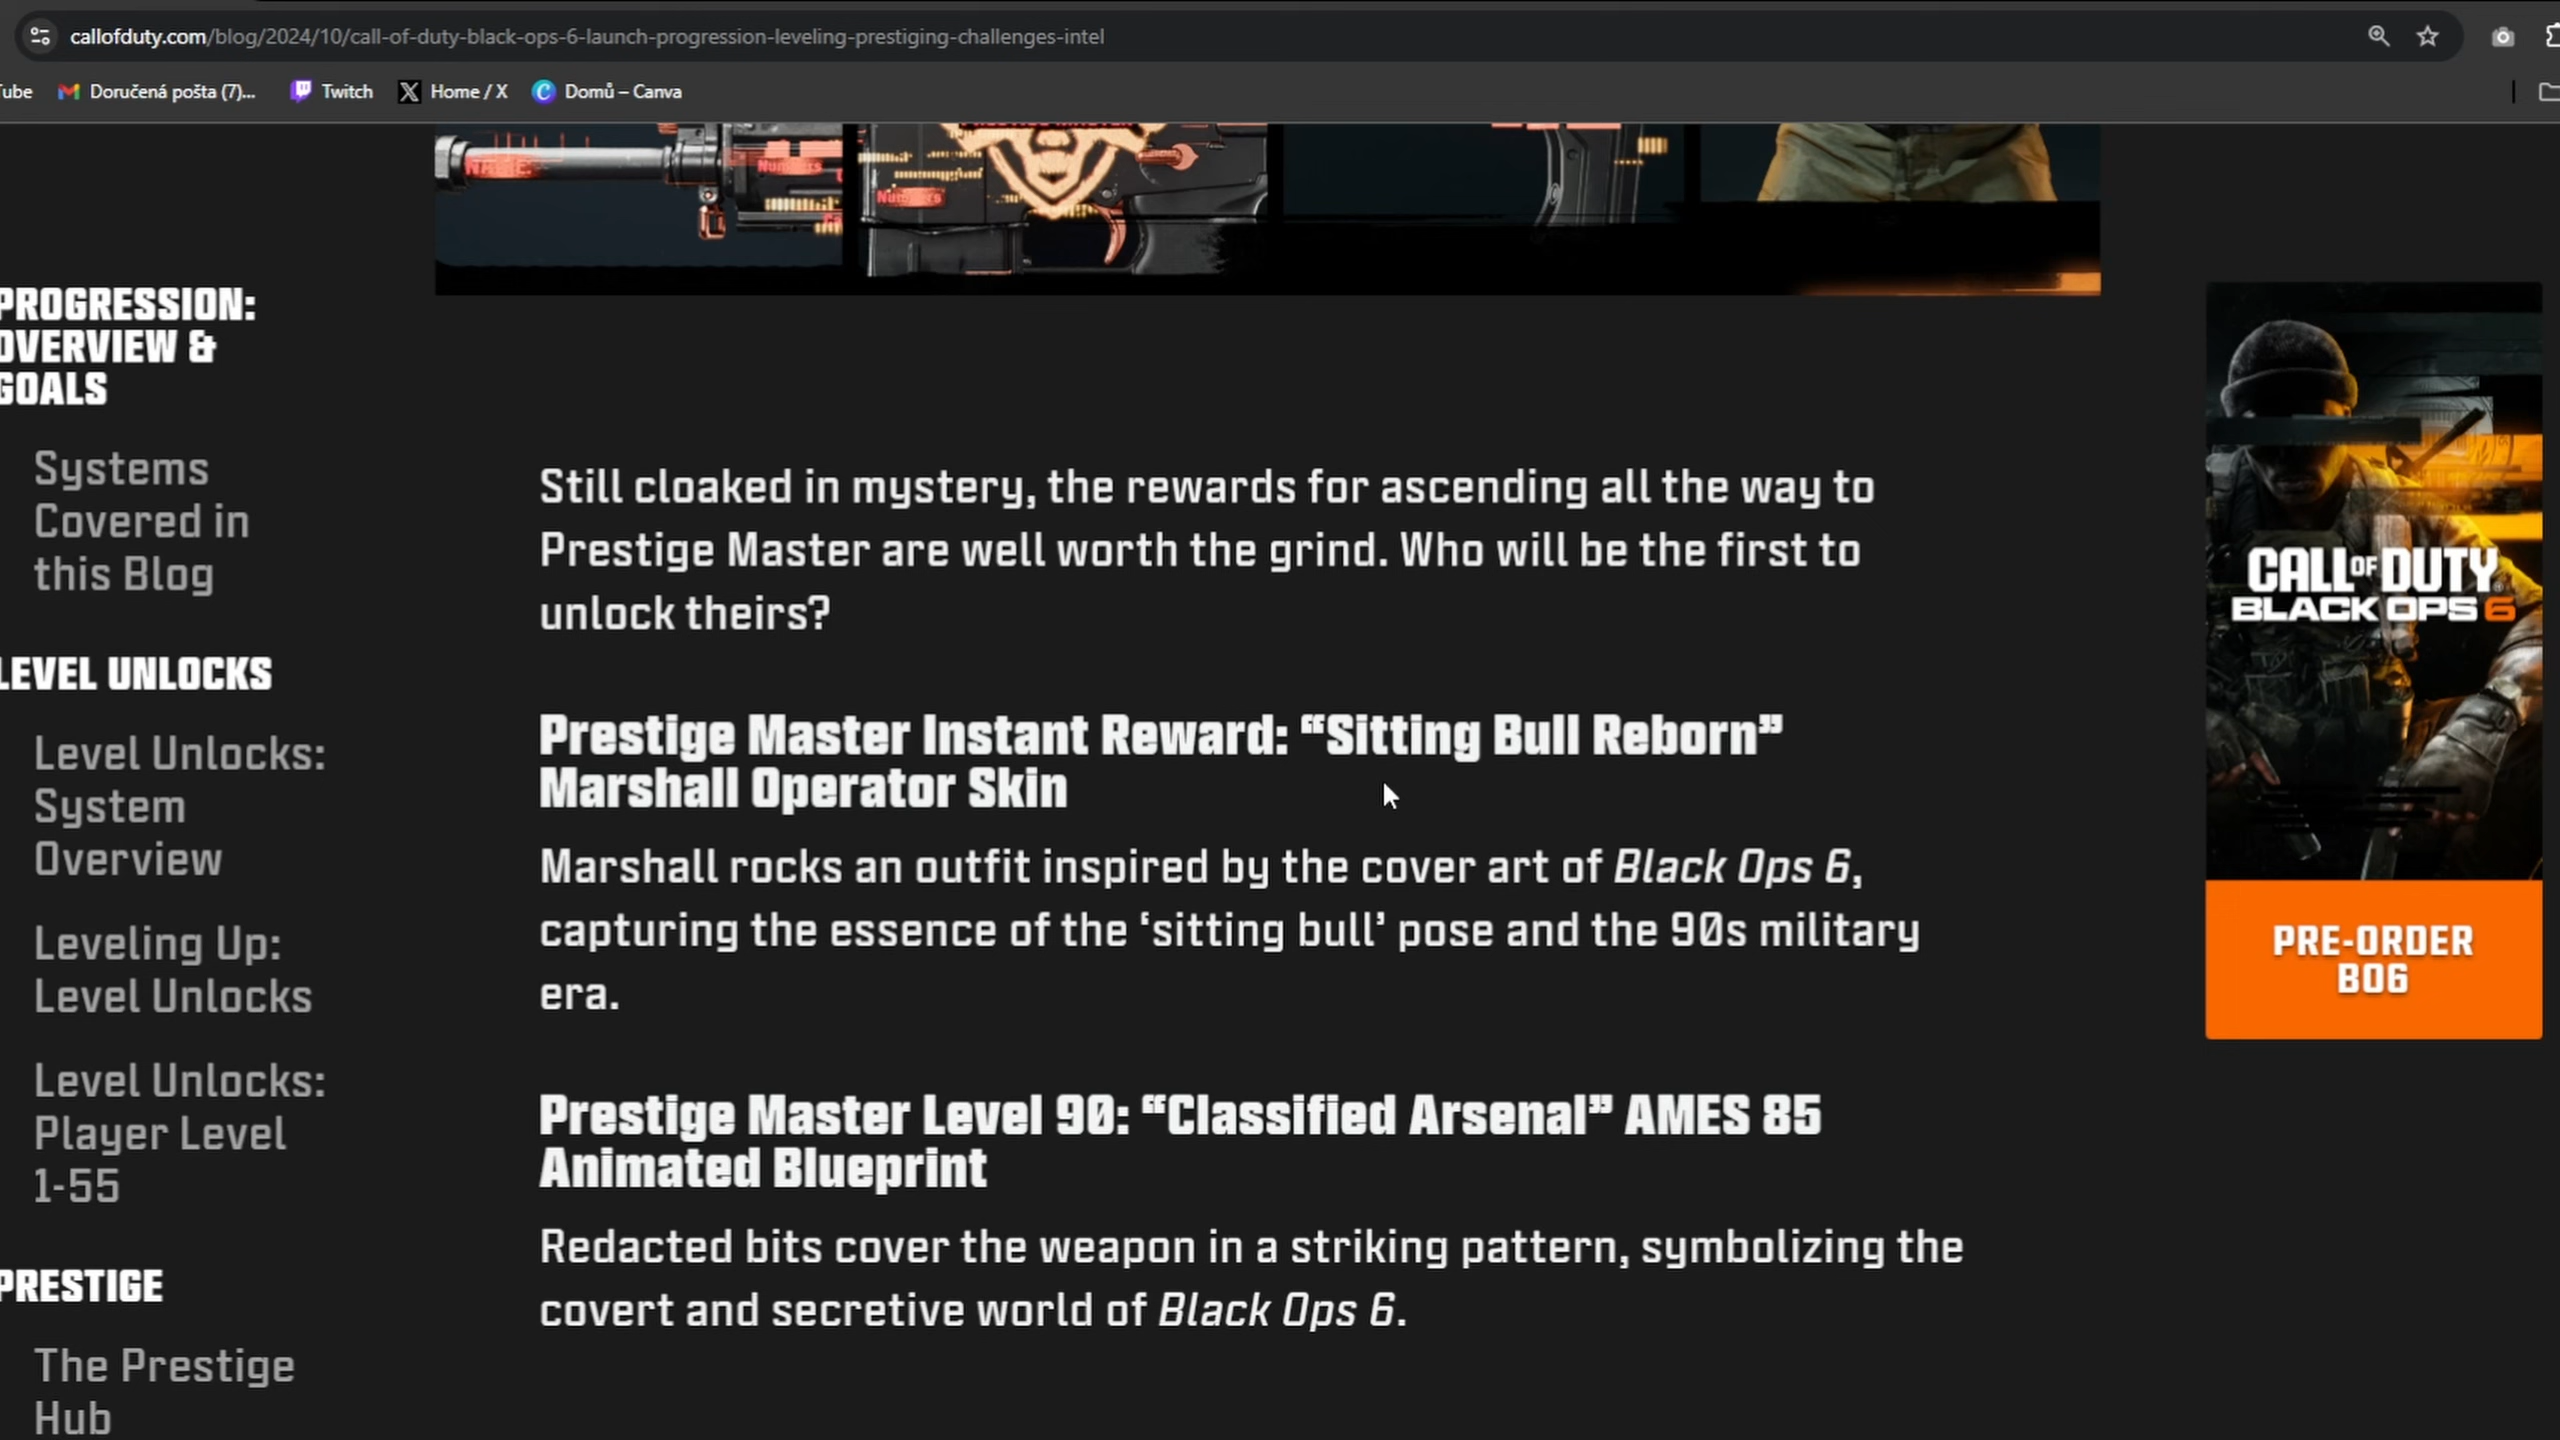 callofduty.com/blog/2024/10/call-of-duty-black-ops-6-launch-progression-leveling-prestiging-challenges-intel
ube
Doručená pošta (7)...
Twitch
Home / X
Domů – Canva
PROGRESSION:
OVERVIEW &
GOALS
Systems
Covered in
this Blog
LEVEL UNLOCKS
Level Unlocks:
System
Overview
Leveling Up:
Level Unlocks
Level Unlocks:
Player Level
1-55
PRESTIGE
The Prestige
Hub
Numbers
Numbers
Still cloaked in mystery, the rewards for ascending all the way to
Prestige Master are well worth the grind. Who will be the first to
unlock theirs?
Prestige Master Instant Reward: “Sitting Bull Reborn”
Marshall Operator Skin
Marshall rocks an outfit inspired by the cover art of Black Ops 6,
capturing the essence of the ‘sitting bull’ pose and the 90s military
era.
Prestige Master Level 90: “Classified Arsenal” AMES 85
Animated Blueprint
Redacted bits cover the weapon in a striking pattern, symbolizing the
covert and secretive world of Black Ops 6.
CALL OF DUTY
BLACK OPS 6
PRE-ORDER
BO6